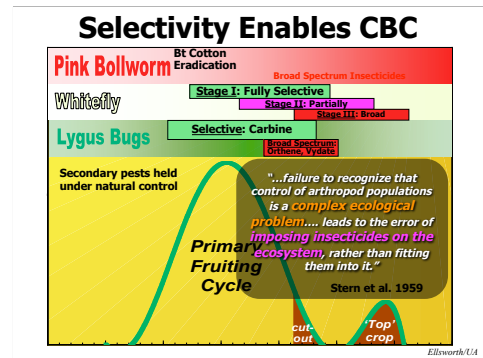 Selectivity Enables CBC
Bt Cotton
Eradication
Pink Bollworm
Broad Spectrum Insecticides
Stage I: Fully Selective
Whitefly
Stage II: Partially
Stage III: Broad
Selective: Carbine
Lygus Bugs
Broad Spectrum:
Orthene, Vydate
Secondary pests held
under natural control
"...failure to recognize that
control of arthropod populations
is a complex ecological
problem.... leads to the error of
imposing insecticides on the
ecosystem, rather than fitting
them into it."
Stern et al. 1959
Primary
Fruiting
Cycle
cut-
out
'Top'
crop
Ellsworth/UA